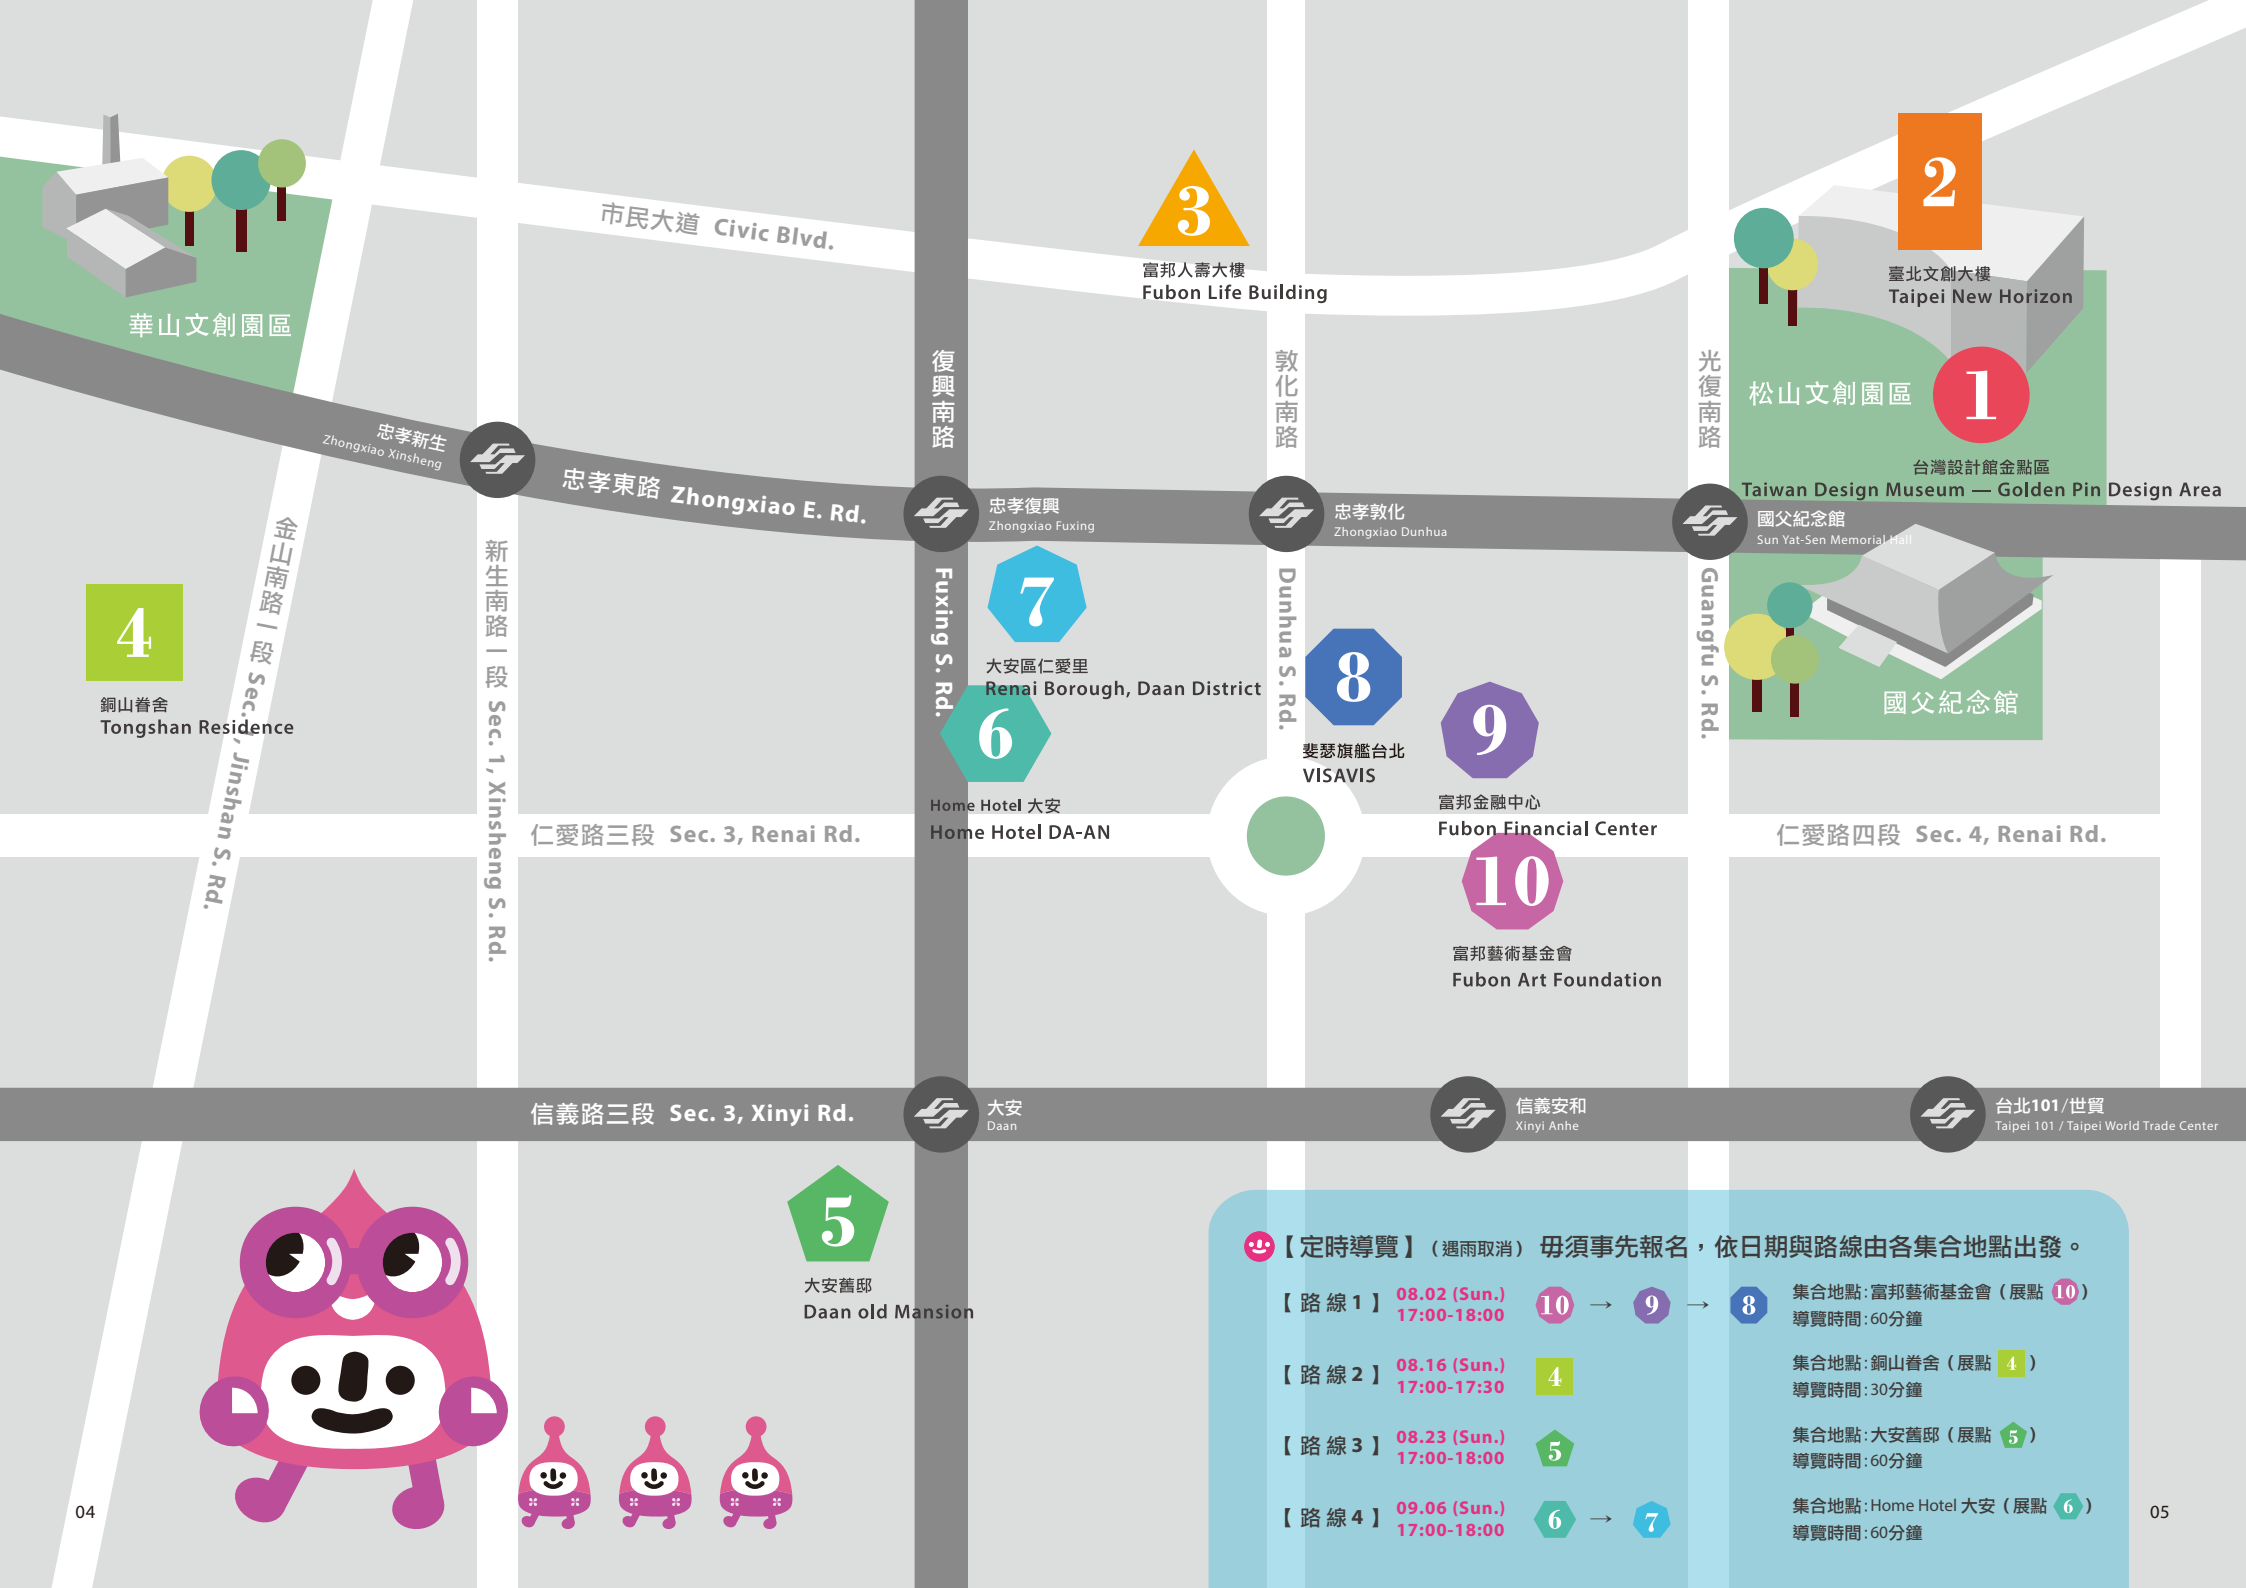 2
3
市民大道 Civic Blvd.
富邦人壽大樓
Fubon Life Building
臺北文創大樓
Taipei New Horizon
華山文創園區
復興南路
敦化南路
光復南路
松山文創園區
1
台灣設計館金點區
Taiwan Design Museum — Golden Pin Design Area
忠孝新生
Zhongxiao Xinsheng
忠孝東路 Zhongxiao E. Rd.
忠孝復興
Zhongxiao Fuxing
忠孝敦化
Zhongxiao Dunhua
國父紀念館
Sun Yat-Sen Memorial Hall
金山南路一段 Sec. 1, Jinshan S. Rd.
新生南路一段 Sec. 1, Xinsheng S. Rd.
Fuxing S. Rd.
Dunhua S. Rd.
Guangfu S. Rd.
4
銅山眷舍
Tongshan Residence
7
大安區仁愛里
Renai Borough, Daan District
6
Home Hotel 大安
Home Hotel DA-AN
8
斐瑟旗艦台北
VISAVIS
9
富邦金融中心
Fubon Financial Center
國父紀念館
仁愛路三段 Sec. 3, Renai Rd.
仁愛路四段 Sec. 4, Renai Rd.
10
富邦藝術基金會
Fubon Art Foundation
信義路三段 Sec. 3, Xinyi Rd.
大安
Daan
信義安和
Xinyi Anhe
台北101/世貿
Taipei 101 / Taipei World Trade Center
5
大安舊邸
Daan old Mansion
【定時導覽】（遇雨取消） 毋須事先報名，依日期與路線由各集合地點出發。
【路線1】 08.02 (Sun.) 17:00-18:00 10 → 9 → 8
集合地點:富邦藝術基金會（展點 10）
導覽時間:60分鐘
【路線2】 08.16 (Sun.) 17:00-17:30 4
集合地點:銅山眷舍（展點 4）
導覽時間:30分鐘
【路線3】 08.23 (Sun.) 17:00-18:00 5
集合地點:大安舊邸（展點 5）
導覽時間:60分鐘
【路線4】 09.06 (Sun.) 17:00-18:00 6 → 7
集合地點:Home Hotel 大安（展點 6）
導覽時間:60分鐘
04
05